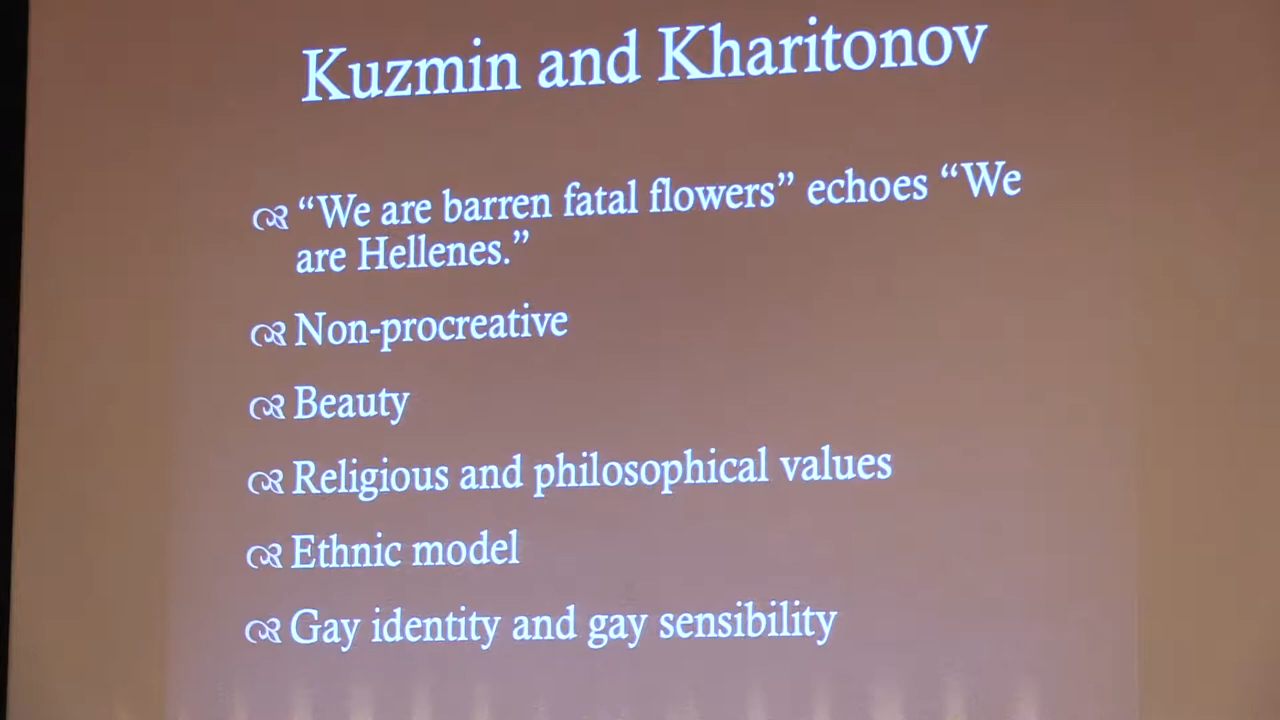 Kuzmin and Kharitonov
“We are barren fatal flowers” echoes “We
are Hellenes.”
Non-procreative
Beauty
Religious and philosophical values
Ethnic model
Gay identity and gay sensibility